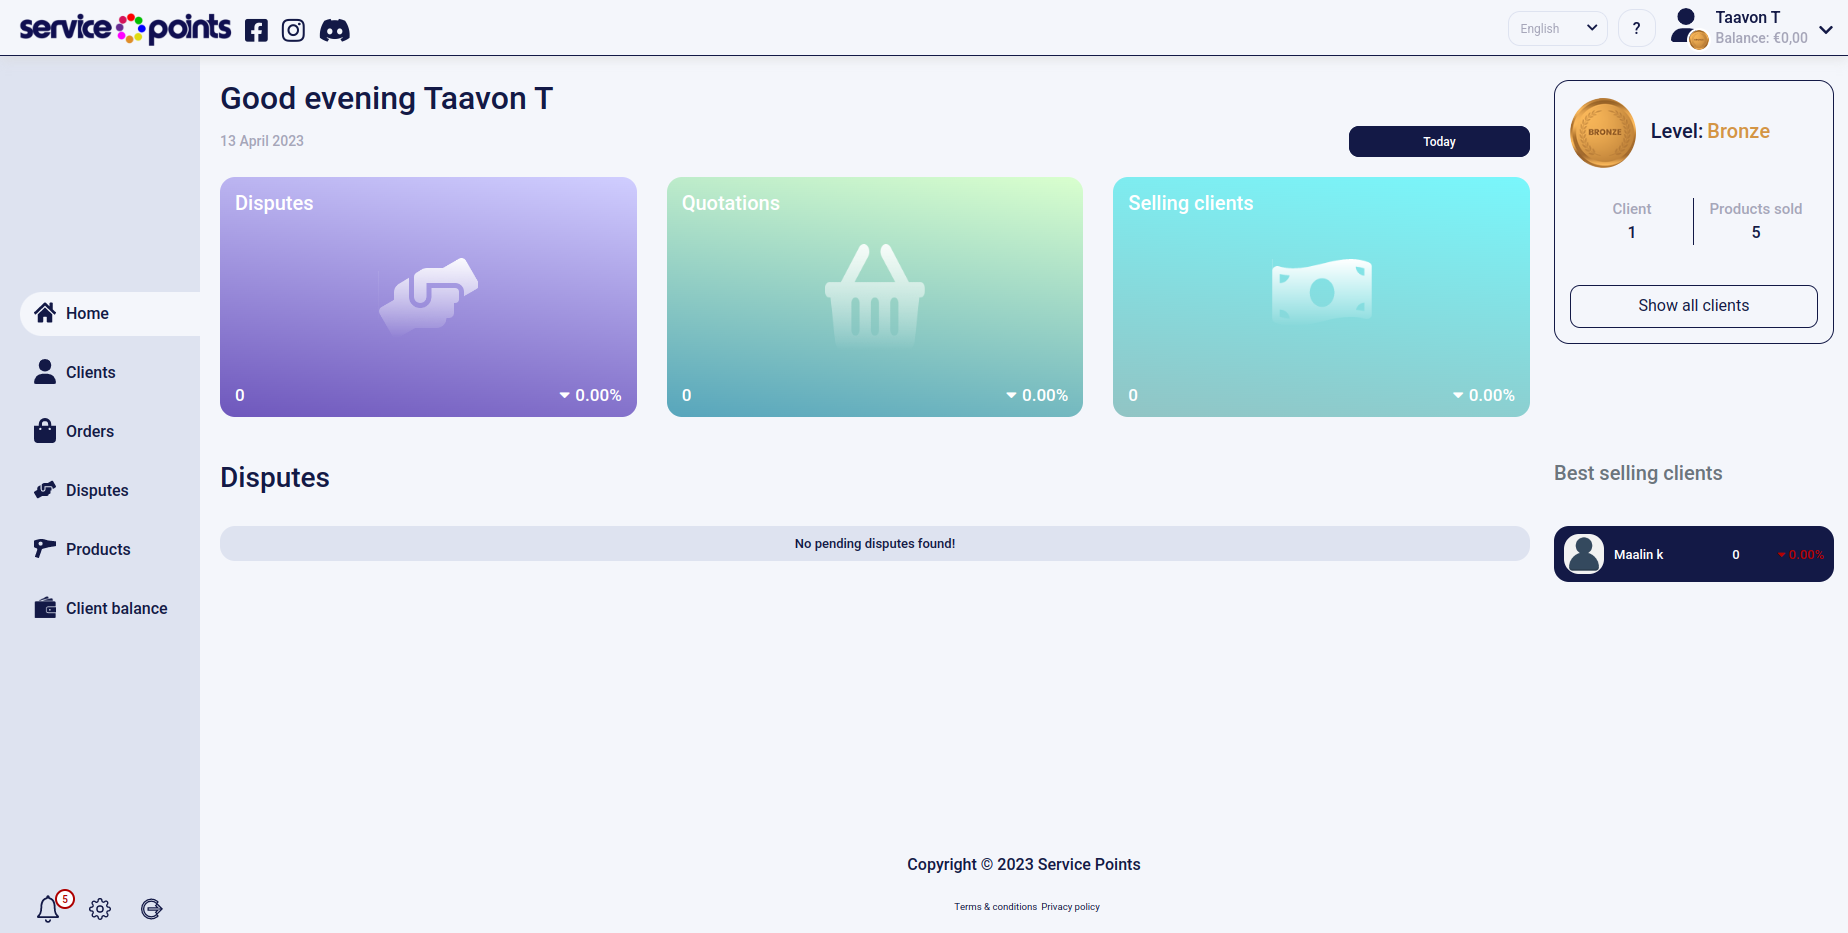 service points
English
?
Taavon T
Balance: €0,00
Good evening Taavon T
13 April 2023
Today
BRONZE
Level: Bronze
Client
1
Products sold
5
Show all clients
Disputes
0
0.00%
Quotations
0
0.00%
Selling clients
0
0.00%
Home
Clients
Orders
Disputes
Products
Client balance
Disputes
No pending disputes found!
Best selling clients
Maalin k 0 0.00%
5
Copyright © 2023 Service Points
Terms & conditions Privacy policy